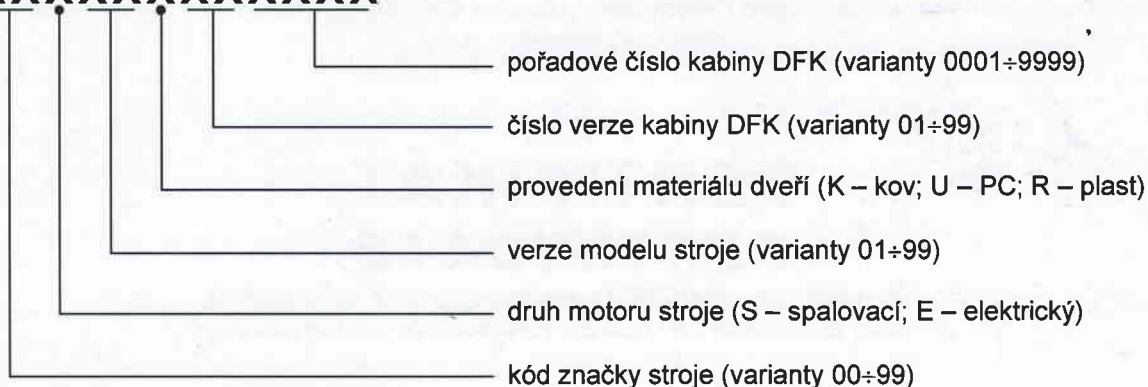 pořadové číslo kabiny DFK (varianty 0001÷9999)
číslo verze kabiny DFK (varianty 01÷99)
provedení materiálu dveří (K – kov; U – PC; R – plast)
verze modelu stroje (varianty 01÷99)
druh motoru stroje (S – spalovací; E – elektrický)
kód značky stroje (varianty 00÷99)